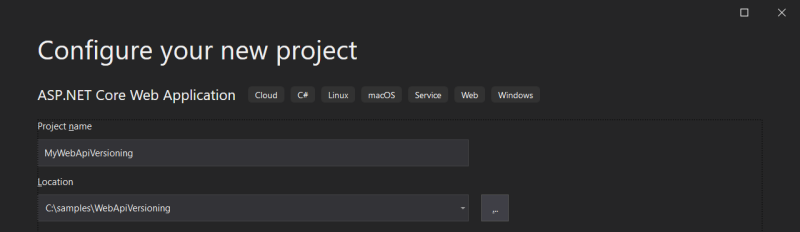 Configure your new project
ASP.NET Core Web Application Cloud C# Linux macOS Service Web Windows
Project name
MyWebApiVersioning
Location
C:\samples\WebApiVersioning ...